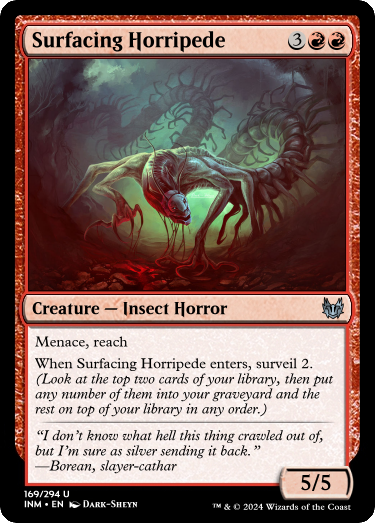 Surfacing Horripede 3
Creature — Insect Horror
Menace, reach
When Surfacing Horripede enters, surveil 2.
(Look at the top two cards of your library, then put
any number of them into your graveyard and the
rest on top of your library in any order.)
“I don’t know what hell this thing crawled out of,
but I’m sure as silver sending it back.”
—Borean, slayer-cathar
5/5
169/294 U
INM • EN Dark-Sheyn
™ & © 2024 Wizards of the Coast